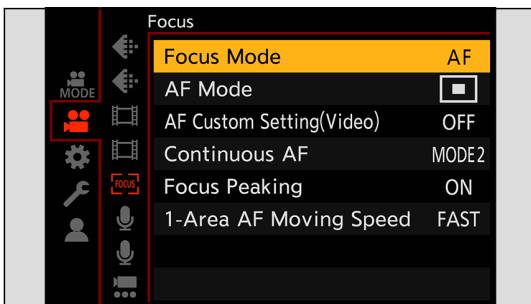 Focus
Focus Mode AF
MODE
AF Mode
AF Custom Setting(Video) OFF
Continuous AF MODE2
FOCUS
Focus Peaking ON
1-Area AF Moving Speed FAST